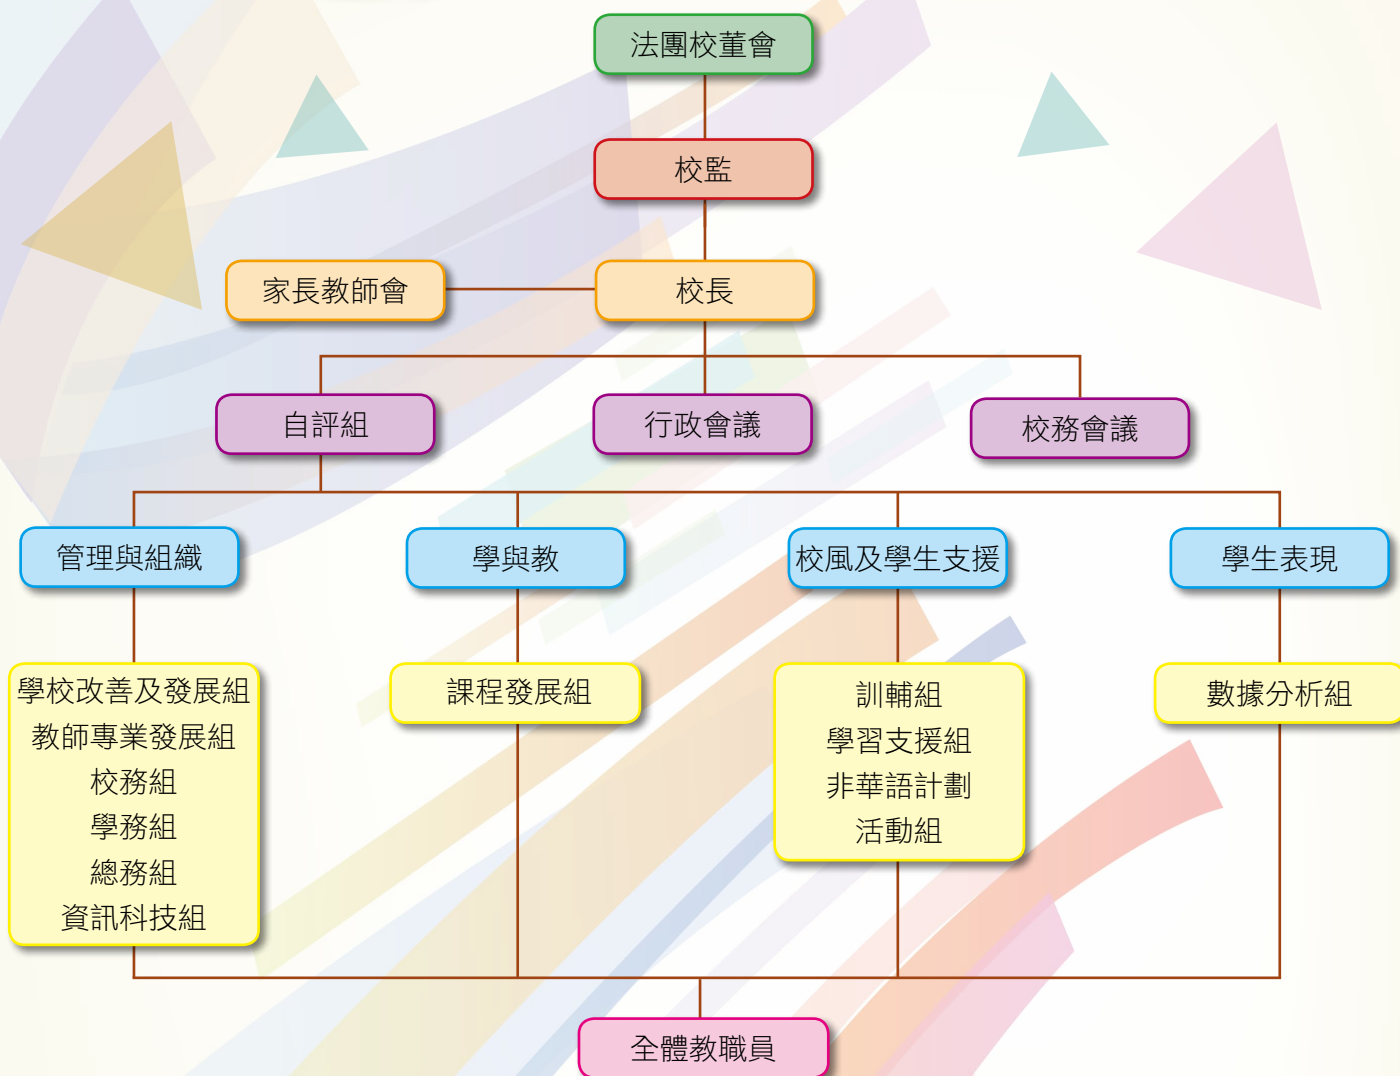 法團校董會
校監
家長教師會
校長
自評組
行政會議
校務會議
管理與組織
學與教
校風及學生支援
學生表現
學校改善及發展組
教師專業發展組
校務組
學務組
總務組
資訊科技組
課程發展組
訓輔組
學習支援組
非華語計劃
活動組
數據分析組
全體教職員